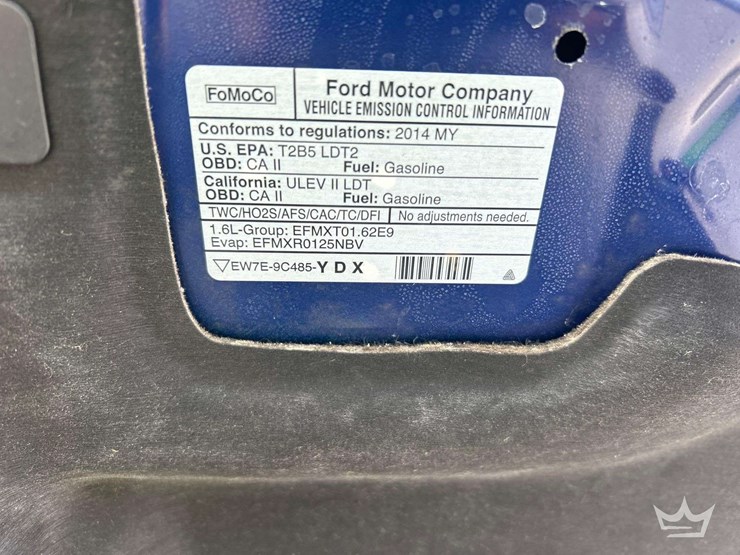 FoMoCo
Ford Motor Company
VEHICLE EMISSION CONTROL INFORMATION
Conforms to regulations: 2014 MY
U.S. EPA: T2B5 LDT2
OBD: CA II Fuel: Gasoline
California: ULEV II LDT
OBD: CA II Fuel: Gasoline
TWC/HO2S/AFS/CAC/TC/DFI No adjustments needed.
1.6L-Group: EFMXT01.62E9
Evap: EFMXR0125NBV
EW7E-9C485-YDX